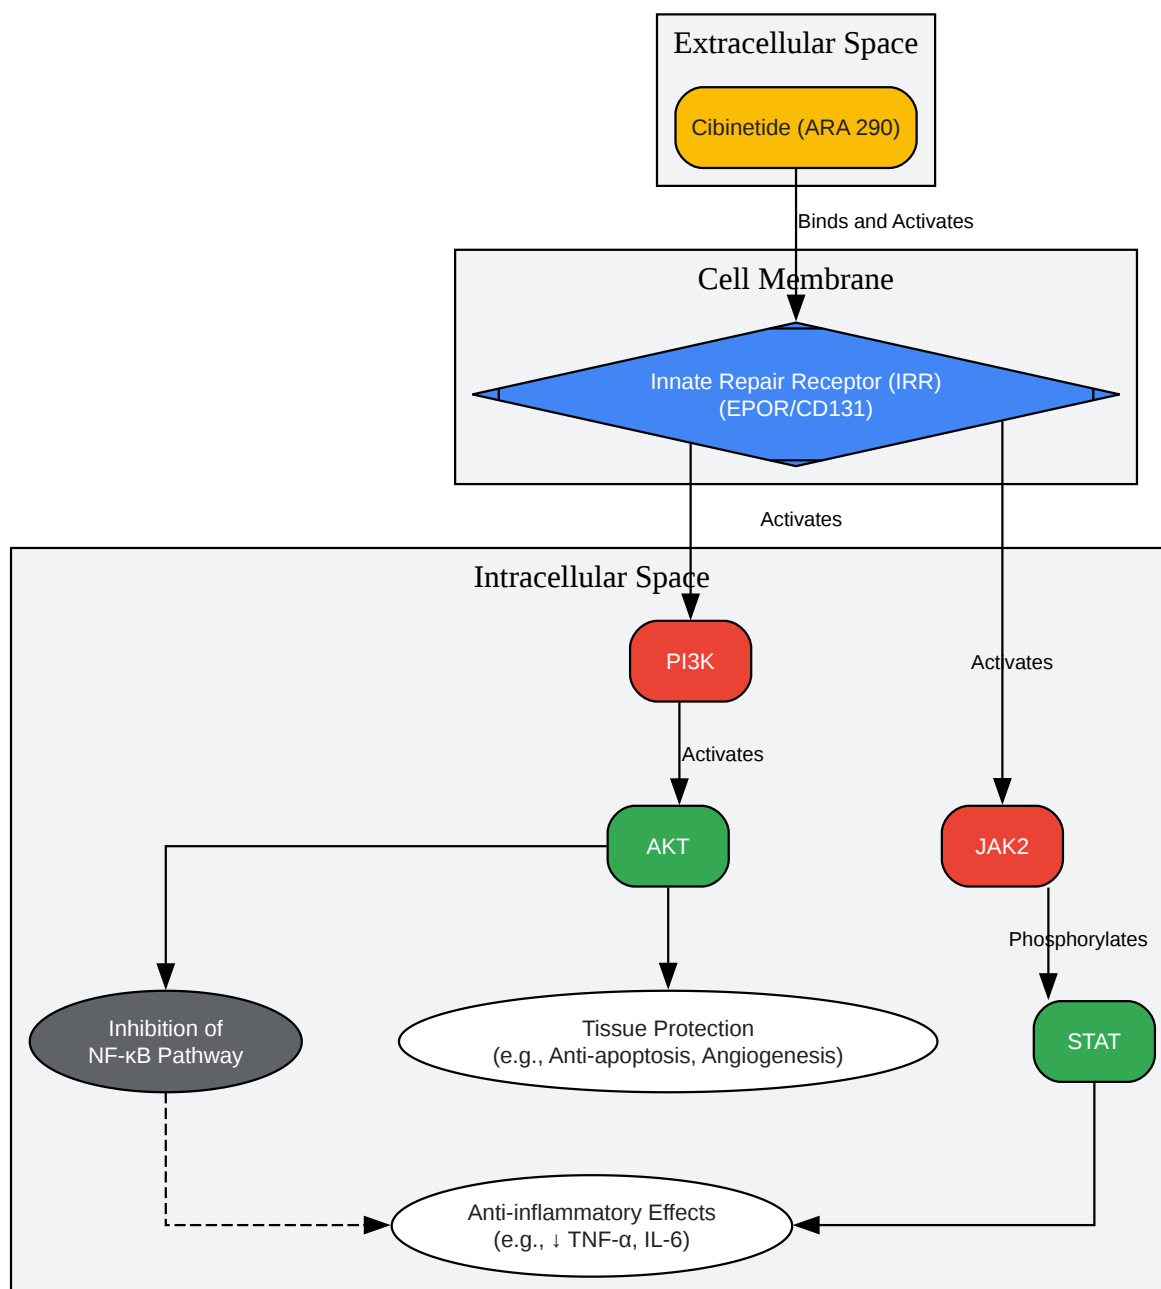 Extracellular Space
Cibinetide (ARA 290)
Binds and Activates
Cell Membrane
Innate Repair Receptor (IRR)
(EPOR/CD131)
Activates
Intracellular Space
PI3K
Activates
Activates
AKT
JAK2
Phosphorylates
Inhibition of
NF-κB Pathway
Tissue Protection
(e.g., Anti-apoptosis, Angiogenesis)
STAT
Anti-inflammatory Effects
(e.g., ↓ TNF-α, IL-6)